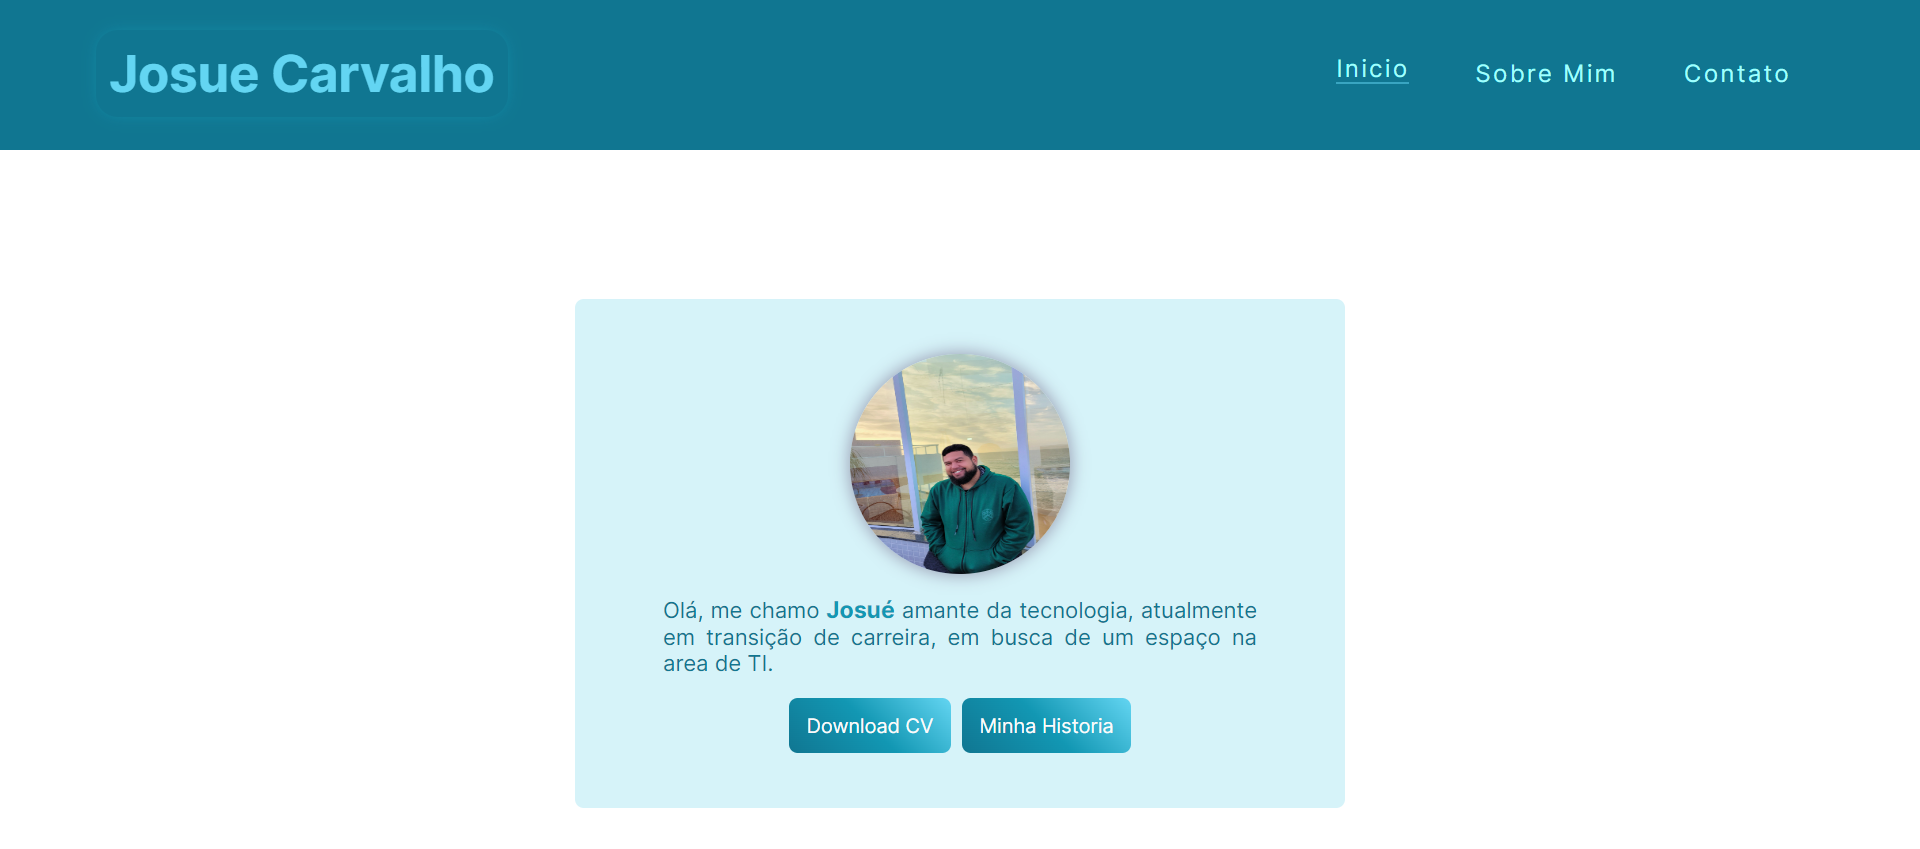 Josue Carvalho
Inicio
Sobre Mim
Contato
Olá, me chamo Josué amante da tecnologia, atualmente
em transição de carreira, em busca de um espaço na
area de TI.
Download CV
Minha Historia